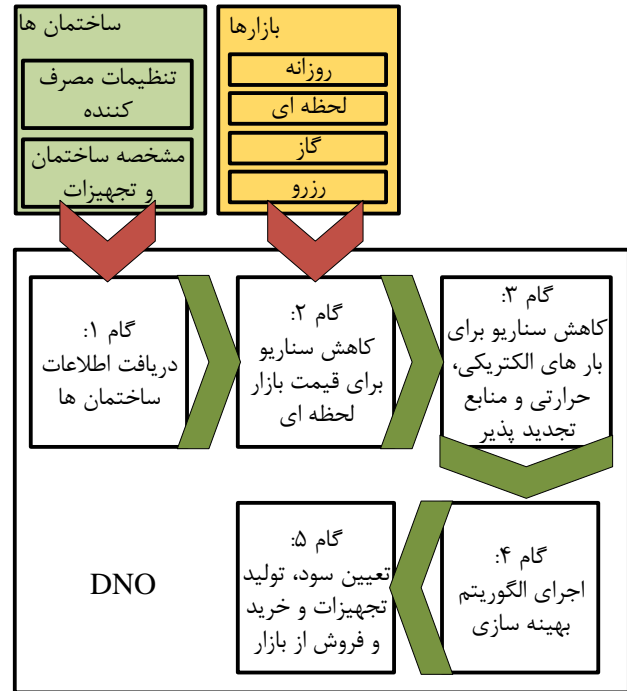 ساختمان ها
تنظیمات مصرف
کننده
مشخصه ساختمان
و تجهیزات
بازارها
روزانه
لحظه ای
گاز
رزرو
گام ۱:
دریافت اطلاعات
ساختمان ها
گام ۲:
کاهش سناریو
برای قیمت بازار
لحظه ای
گام ۳:
کاهش سناریو برای
بار های الکتریکی،
حرارتی و منابع
تجدید پذیر
گام ۴:
اجرای الگوریتم
بهینه سازی
گام ۵:
تعیین سود، تولید
تجهیزات و خرید
و فروش از بازار
DNO